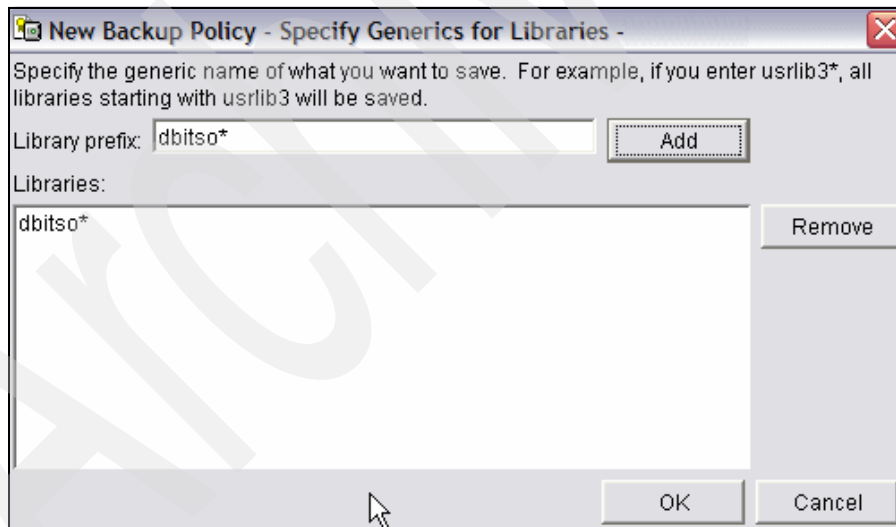 New Backup Policy - Specify Generics for Libraries -
Specify the generic name of what you want to save. For example, if you enter usrlib3*, all
libraries starting with usrlib3 will be saved.
Library prefix: dbitso* Add
Libraries:
dbitso* Remove
OK Cancel